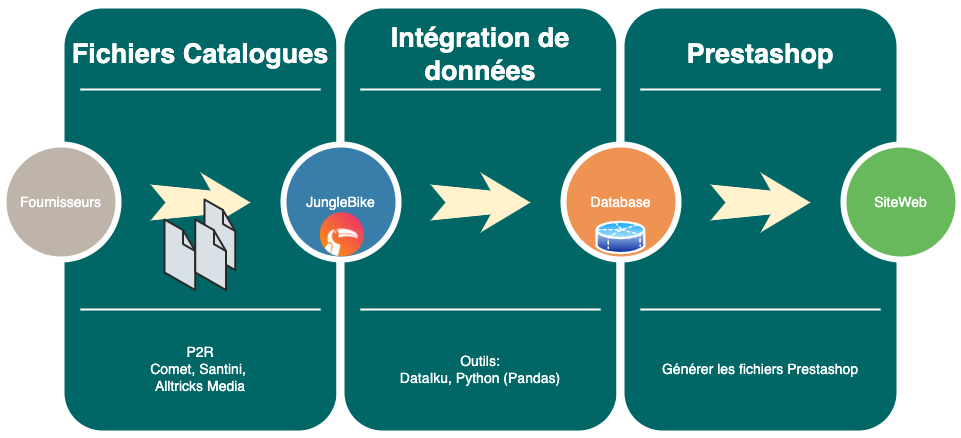 Fichiers Catalogues
Intégration de
données
Prestashop
Fournisseurs
JungleBike
Database
SiteWeb
P2R
Comet, Santini,
Alltricks Media
Outils:
DataIku, Python (Pandas)
Générer les fichiers Prestashop